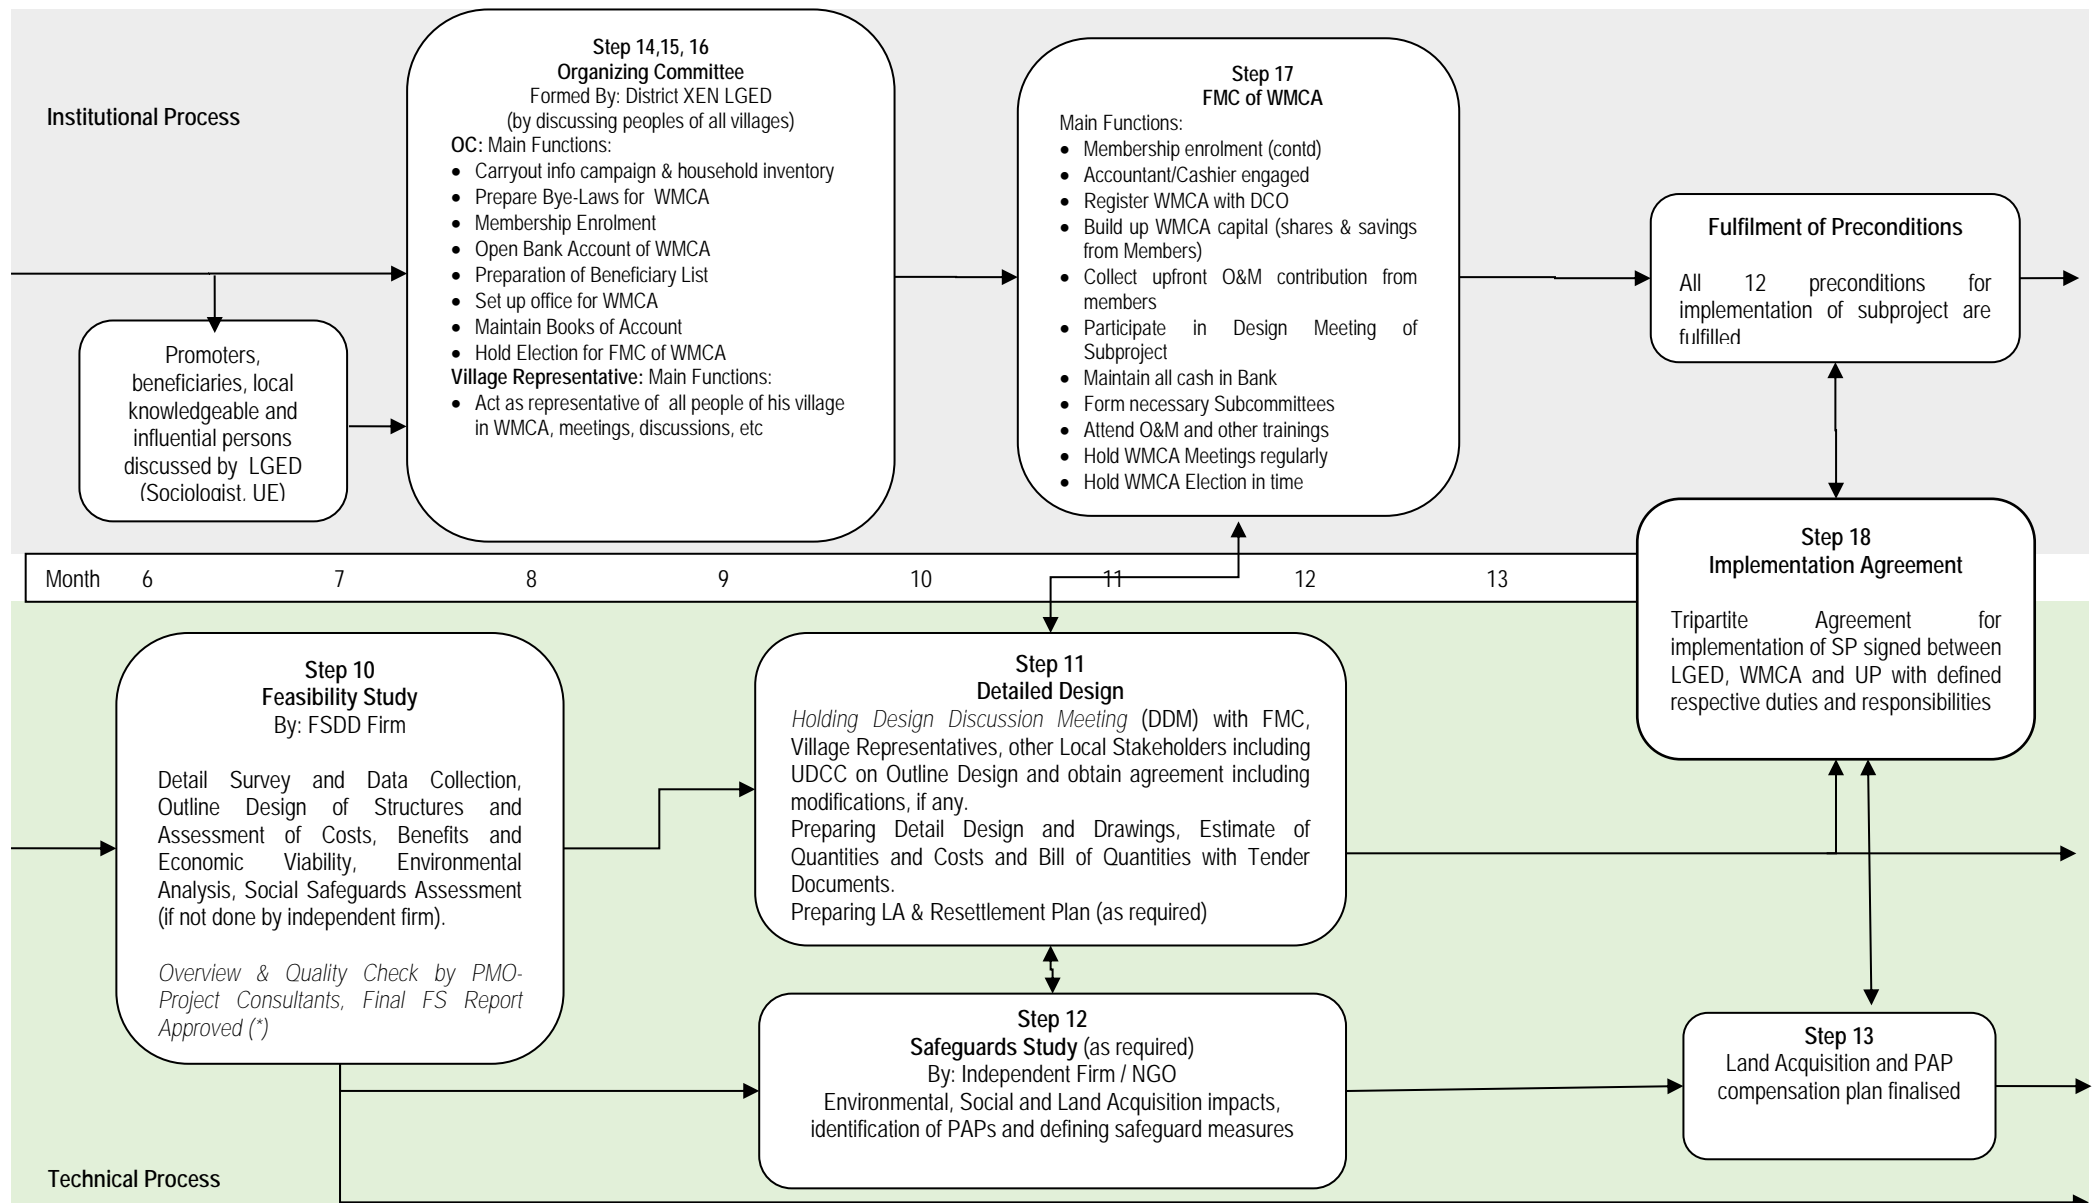 Institutional Process
Step 14,15, 16
Organizing Committee
Formed By: District XEN LGED
(by discussing peoples of all villages)
OC: Main Functions:
• Carryout info campaign & household inventory
• Prepare Bye-Laws for WMCA
• Membership Enrolment
• Open Bank Account of WMCA
• Preparation of Beneficiary List
• Set up office for WMCA
• Maintain Books of Account
• Hold Election for FMC of WMCA
Village Representative: Main Functions:
• Act as representative of all people of his village
in WMCA, meetings, discussions, etc
Promoters,
beneficiaries, local
knowledgeable and
influential persons
discussed by LGED
(Sociologist, UE)
Step 17
FMC of WMCA
Main Functions:
• Membership enrolment (contd)
• Accountant/Cashier engaged
• Register WMCA with DCO
• Build up WMCA capital (shares & savings
from Members)
• Collect upfront O&M contribution from
members
• Participate in Design Meeting of
Subproject
• Maintain all cash in Bank
• Form necessary Subcommittees
• Attend O&M and other trainings
• Hold WMCA Meetings regularly
• Hold WMCA Election in time
Fulfilment of Preconditions
All 12 preconditions for
implementation of subproject are
fulfilled
Month 6 7 8 9 10 11 12 13
Step 18
Implementation Agreement
Tripartite Agreement for
implementation of SP signed between
LGED, WMCA and UP with defined
respective duties and responsibilities
Step 10
Feasibility Study
By: FSDD Firm
Detail Survey and Data Collection,
Outline Design of Structures and
Assessment of Costs, Benefits and
Economic Viability, Environmental
Analysis, Social Safeguards Assessment
(if not done by independent firm).
Overview & Quality Check by PMO-
Project Consultants, Final FS Report
Approved (*)
Step 11
Detailed Design
Holding Design Discussion Meeting (DDM) with FMC,
Village Representatives, other Local Stakeholders including
UDCC on Outline Design and obtain agreement including
modifications, if any.
Preparing Detail Design and Drawings, Estimate of
Quantities and Costs and Bill of Quantities with Tender
Documents.
Preparing LA & Resettlement Plan (as required)
Step 12
Safeguards Study (as required)
By: Independent Firm / NGO
Environmental, Social and Land Acquisition impacts,
identification of PAPs and defining safeguard measures
Step 13
Land Acquisition and PAP
compensation plan finalised
Technical Process